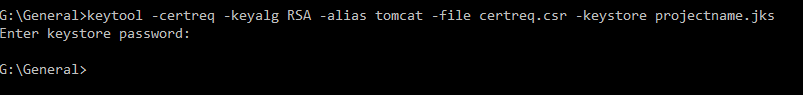 G:\General>keytool -certreq -keyalg RSA -alias tomcat -file certreq.csr -keystore projectname.jks
Enter keystore password:
G:\General>